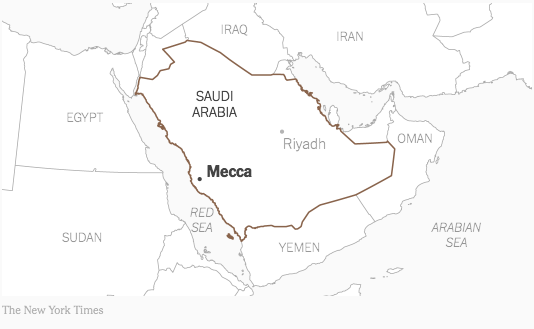 IRAQ
IRAN
SAUDI
ARABIA
EGYPT
Riyadh
OMAN
Mecca
RED
SEA
ARABIAN
SEA
SUDAN
YEMEN
The New York Times